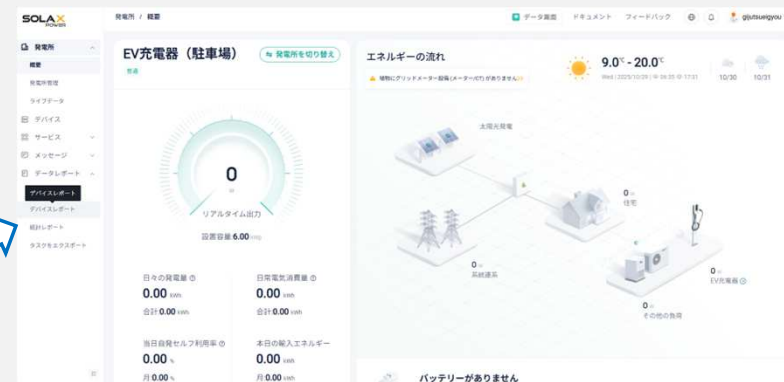 SOLAX
POWER
発電所 / 概要
データ画面
ドキュメント
フィードバック
gijutsueigyou
発電所
概要
発電所管理
ライブデータ
デバイス
サービス
メッセージ
データレポート
デバイスレポート
デバイスレポート
統計レポート
タスクをエクスポート
EV充電器（駐車場）
発電所を切り替え
普通
0
W
リアルタイム出力
設置容量 6.00 kWp
日々の発電量
0.00 kWh
合計 0.00 kWh
日常電気消費量
0.00 kWh
合計 0.00 kWh
当日自発セルフ利用率
0.00 %
月:0.00 %
本日の輸入エネルギー
0.00 kWh
月:0.00 kWh
エネルギーの流れ
9.0℃ - 20.0℃
Wed | 2025/10/29 |
10/30
10/31
太陽光発電
0 W
住宅
0 W
系統連系
0 W
EV充電器
0 W
その他の負荷
バッテリーがありません